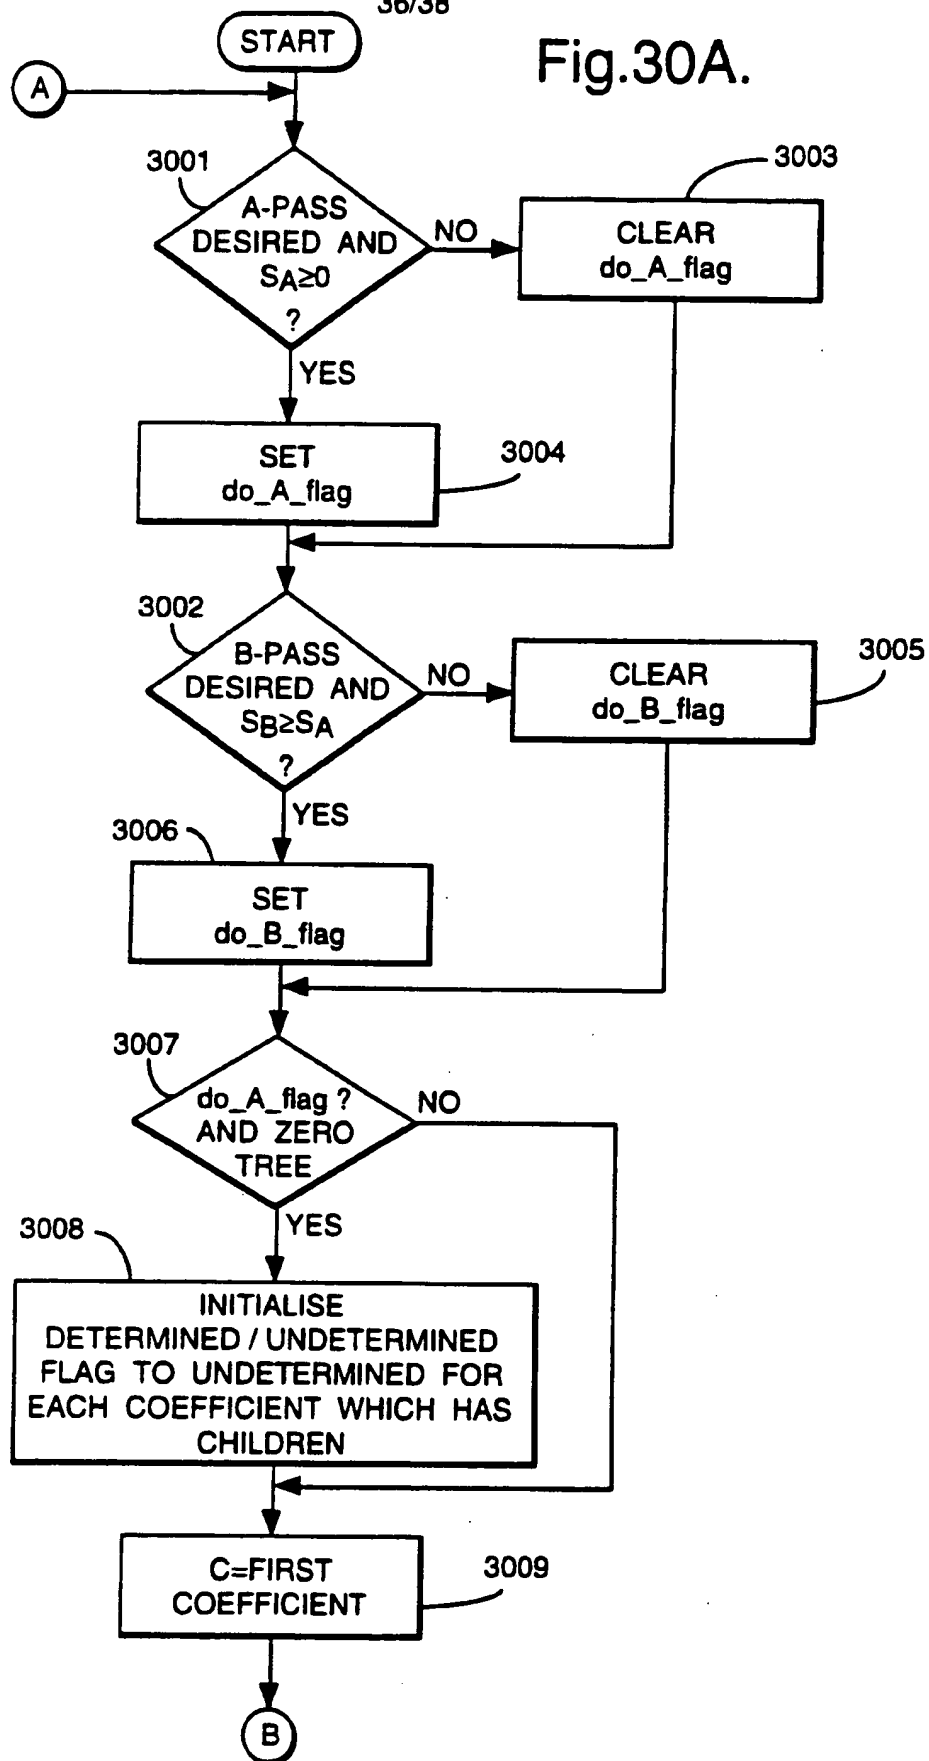 36/38
START
Fig.30A.
A
3001
3003
A-PASS
DESIRED AND
SA≥0
?
NO
CLEAR
do_A_flag
YES
SET
do_A_flag
3004
3002
B-PASS
DESIRED AND
SB≥SA
?
NO
CLEAR
do_B_flag
3005
YES
3006
SET
do_B_flag
3007
do_A_flag ?
AND ZERO
TREE
NO
YES
3008
INITIALISE
DETERMINED / UNDETERMINED
FLAG TO UNDETERMINED FOR
EACH COEFFICIENT WHICH HAS
CHILDREN
C=FIRST
COEFFICIENT
3009
B